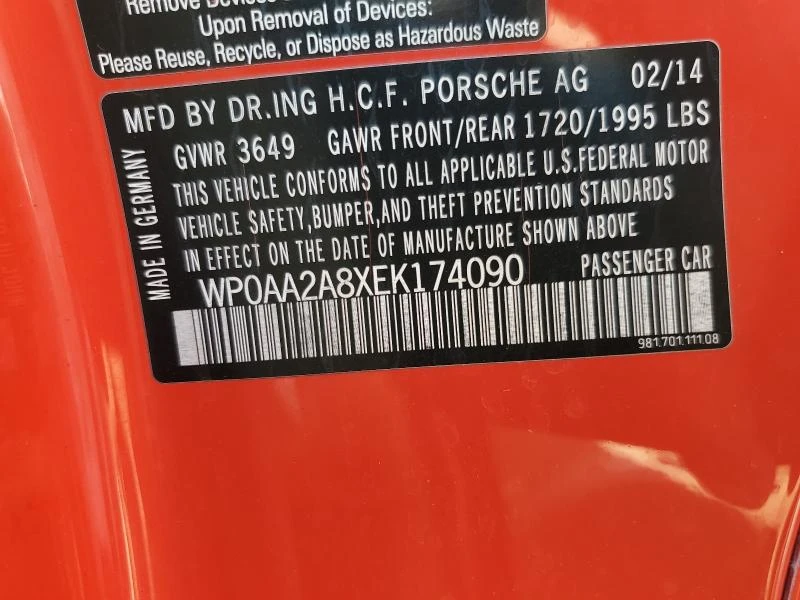 Remove Devices
Upon Removal of Devices:
Please Reuse, Recycle, or Dispose as Hazardous Waste
MFD BY DR.ING H.C.F. PORSCHE AG 02/14
GVWR 3649 GAWR FRONT/REAR 1720/1995 LBS
THIS VEHICLE CONFORMS TO ALL APPLICABLE U.S.FEDERAL MOTOR
VEHICLE SAFETY,BUMPER,AND THEFT PREVENTION STANDARDS
IN EFFECT ON THE DATE OF MANUFACTURE SHOWN ABOVE
WP0AA2A8XEK174090 PASSENGER CAR
981.701.111.08
MADE IN GERMANY